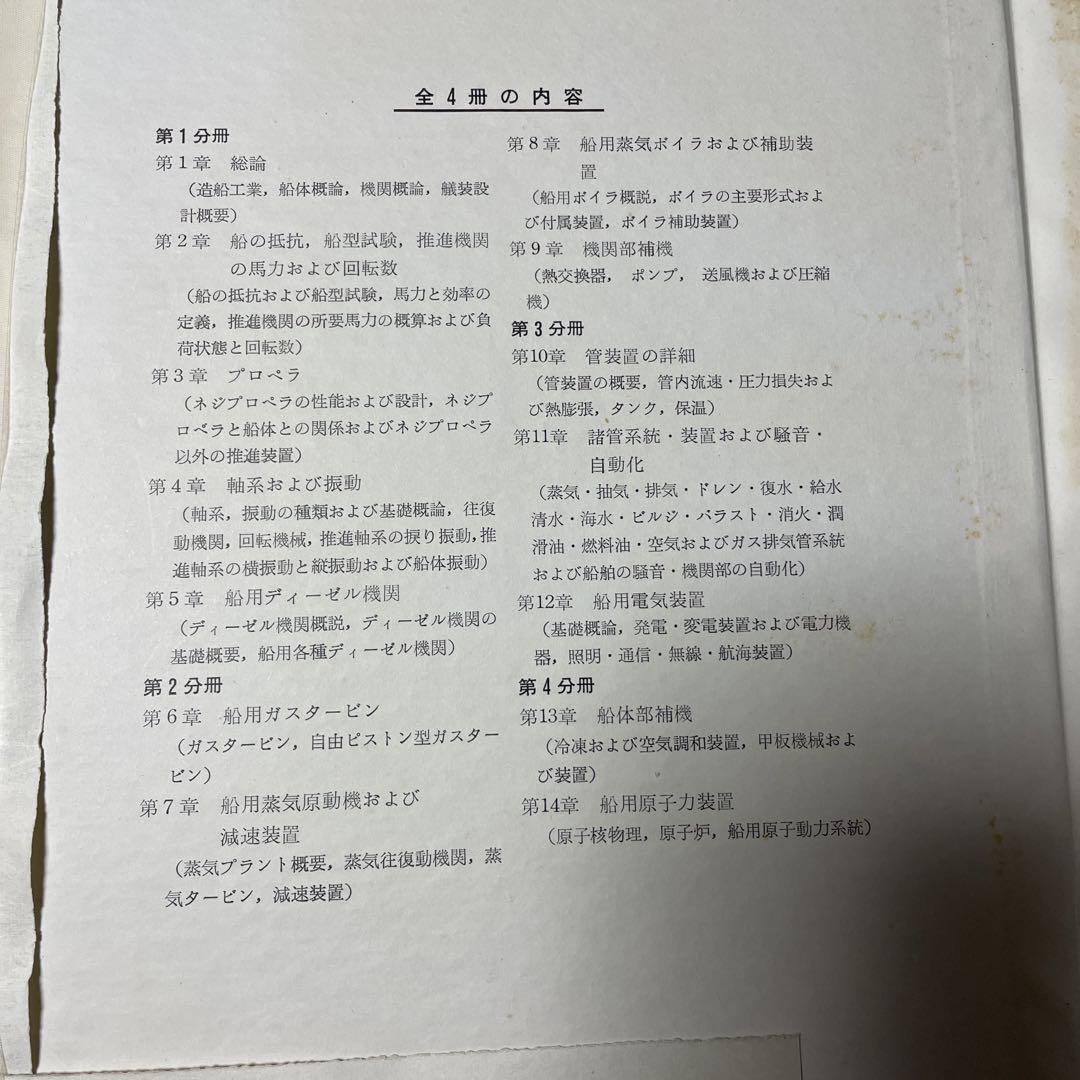 全4冊の内容
第1分冊
第1章 総論
(造船工業，船体概論，機関概論，艤装設
計概要)
第2章 船の抵抗，船型試験，推進機関
の馬力および回転数
(船の抵抗および船型試験，馬力と効率の
定義，推進機関の所要馬力の概算および負
荷状態と回転数)
第3章 プロペラ
(ネジプロペラの性能および設計，ネジプ
ロペラと船体との関係およびネジプロペラ
以外の推進装置)
第4章 軸系および振動
(軸系，振動の種類および基礎概論，往復
動機関，回転機械，推進軸系の捩り振動，推
進軸系の横振動と縦振動および船体振動)
第5章 船用ディーゼル機関
(ディーゼル機関概説，ディーゼル機関の
基礎概要，船用各種ディーゼル機関)
第2分冊
第6章 船用ガスタービン
(ガスタービン，自由ピストン型ガスター
ビン)
第7章 船用蒸気原動機および
減速装置
(蒸気プラント概要，蒸気往復動機関，蒸
気タービン，減速装置)
第8章 船用蒸気ボイラおよび補助装
置
(船用ボイラ概説，ボイラの主要形式およ
び付属装置，ボイラ補助装置)
第9章 機関部補機
(熱交換器， ポンプ， 送風機および圧縮
機)
第3分冊
第10章 管装置の詳細
(管装置の概要，管内流速・圧力損失およ
び熱膨張，タンク，保温)
第11章 諸管系統・装置および騒音・
自動化
(蒸気・抽気・排気・ドレン・復水・給水
清水・海水・ビルジ・バラスト・消火・潤
滑油・燃料油・空気およびガス排気管系統
および船舶の騒音・機関部の自動化)
第12章 船用電気装置
(基礎概論，発電・変電装置および電力機
器，照明・通信・無線・航海装置)
第4分冊
第13章 船体部補機
(冷凍および空気調和装置，甲板機械およ
び装置)
第14章 船用原子力装置
(原子核物理，原子炉，船用原子動力系統)